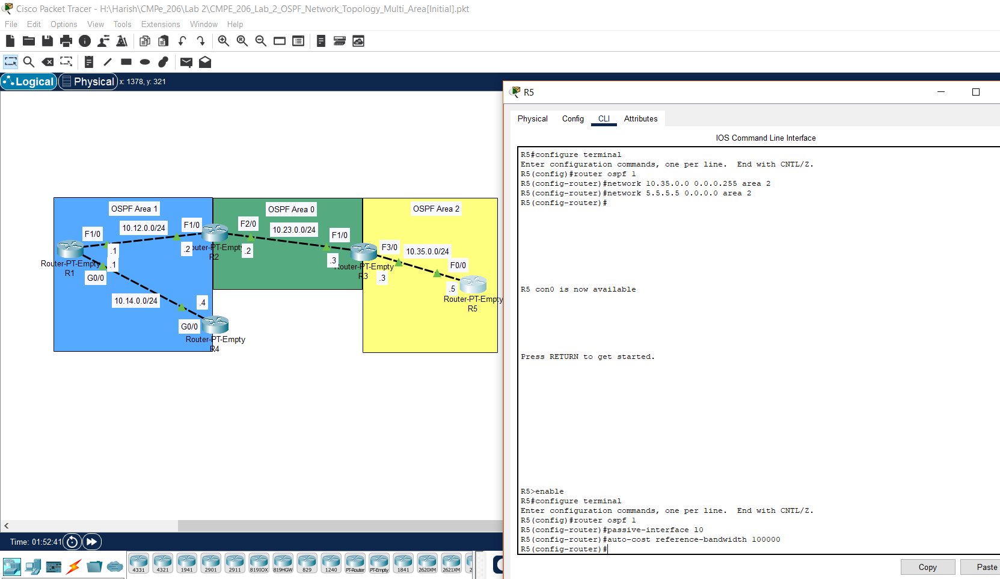 Cisco Packet Tracer - H:\Harish\CMPe_206\Lab 2\CMPE_206_Lab_2_OSPF_Network_Topology_Multi_Area[Initial].pkt
File Edit Options View Tools Extensions Window Help
Logical Physical x: 1378, y: 321
OSPF Area 1
10.12.0.0/24
F1/0
F1/0
.1
.1
.2
Router-PT-Empty
R1
G0/0
10.14.0.0/24
.4
G0/0
Router-PT-Empty
R4
OSPF Area 0
F2/0
10.23.0.0/24
F1/0
outer-PT-Empty
R2
.2
.3
OSPF Area 2
F3/0
10.35.0.0/24
F0/0
outer-PT-Empty
R3
.3
.5
Router-PT-Empty
R5
Time: 01:52:41
4331 4321 1941 2901 2911 819IOX 819HGW 829 1240 PT-Router PT-Empty 1841 2620XM 2621XM 2
R5
Physical Config CLI Attributes
IOS Command Line Interface
R5#configure terminal
Enter configuration commands, one per line.  End with CNTL/Z.
R5(config)#router ospf 1
R5(config-router)#network 10.35.0.0 0.0.0.255 area 2
R5(config-router)#network 5.5.5.5 0.0.0.0 area 2
R5(config-router)#
R5 con0 is now available
Press RETURN to get started.
R5>enable
R5#configure terminal
Enter configuration commands, one per line.  End with CNTL/Z.
R5(config)#router ospf 1
R5(config-router)#passive-interface l0
R5(config-router)#auto-cost reference-bandwidth 100000
R5(config-router)#
Copy Paste